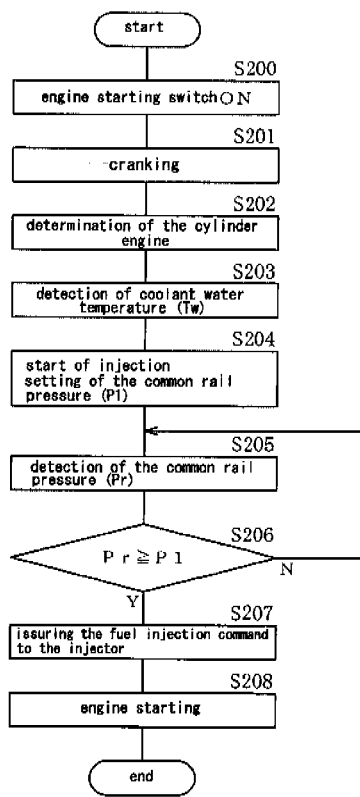 start
S200
engine starting switch ON
S201
cranking
S202
determination of the cylinder
engine
S203
detection of coolant water
temperature (Tw)
S204
start of injection
setting of the common rail
pressure (P1)
S205
detection of the common rail
pressure (Pr)
S206
Pr ≧ P1
N
Y
S207
issuring the fuel injection command
to the injector
S208
engine starting
end